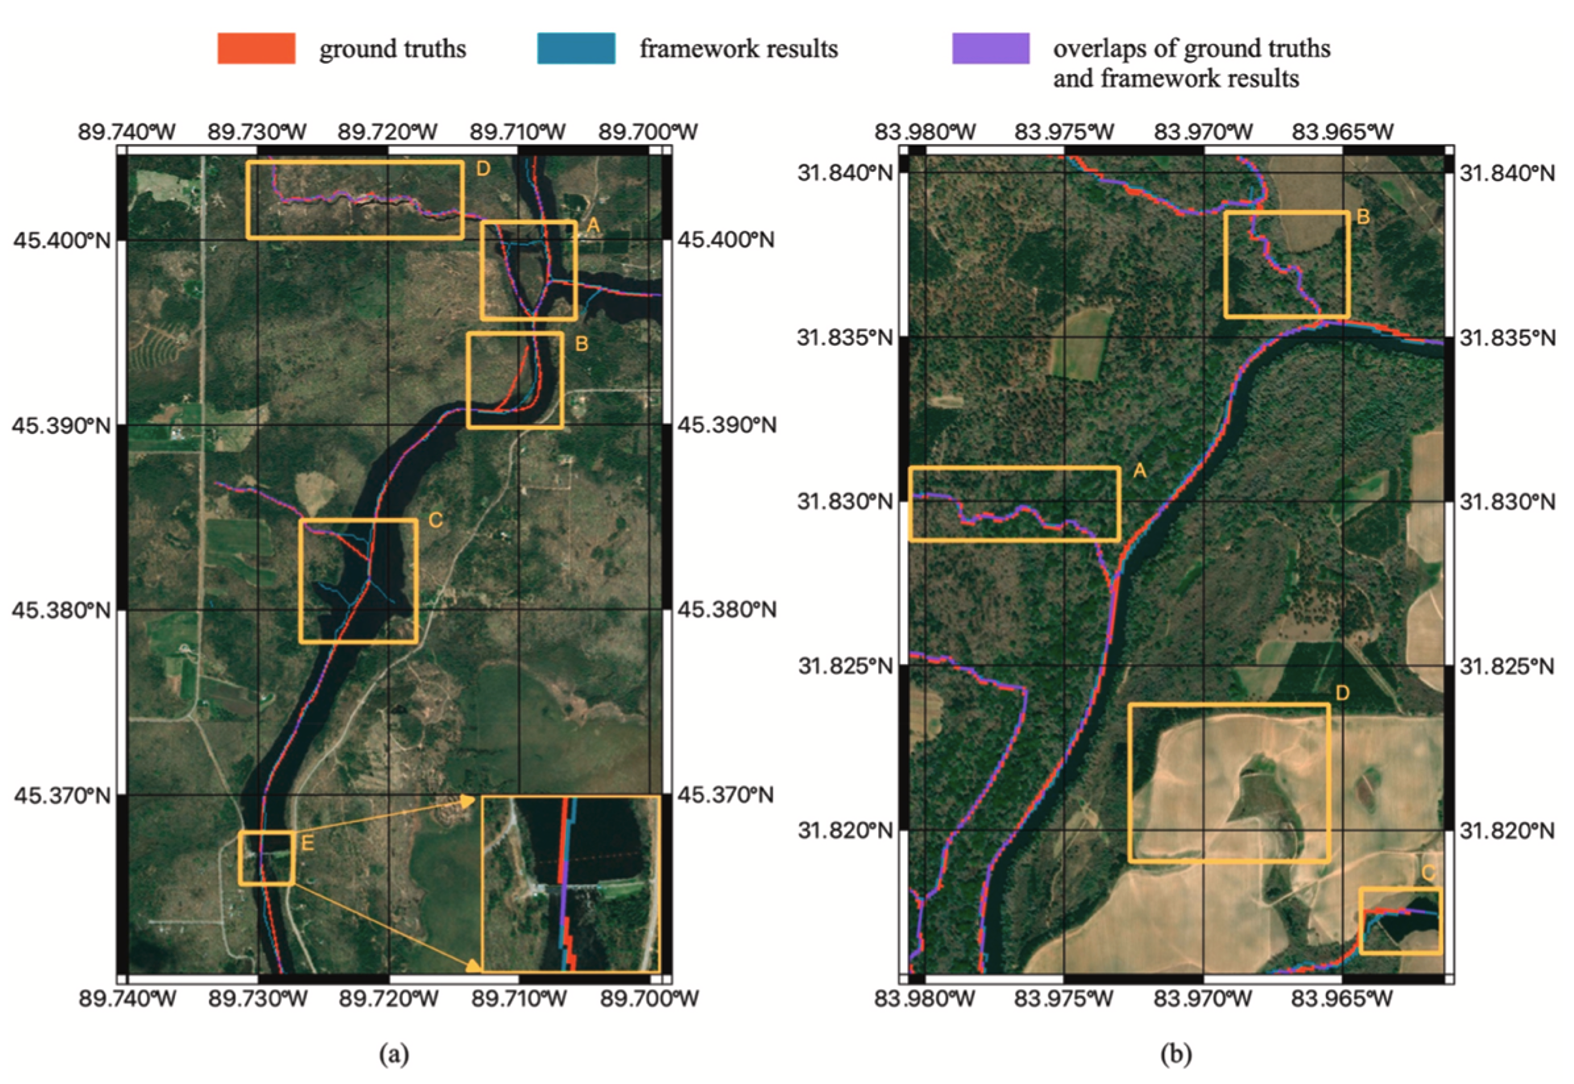 ground truths
framework results
overlaps of ground truths
and framework results
89.740°W 89.730°W 89.720°W 89.710°W 89.700°W
D
A
45.400°N 45.400°N
B
45.390°N 45.390°N
C
45.380°N 45.380°N
45.370°N 45.370°N
E
89.740°W 89.730°W 89.720°W 89.710°W 89.700°W
(a)
83.980°W 83.975°W 83.970°W 83.965°W
31.840°N 31.840°N
B
31.835°N 31.835°N
A
31.830°N 31.830°N
31.825°N 31.825°N
D
31.820°N 31.820°N
C
83.980°W 83.975°W 83.970°W 83.965°W
(b)